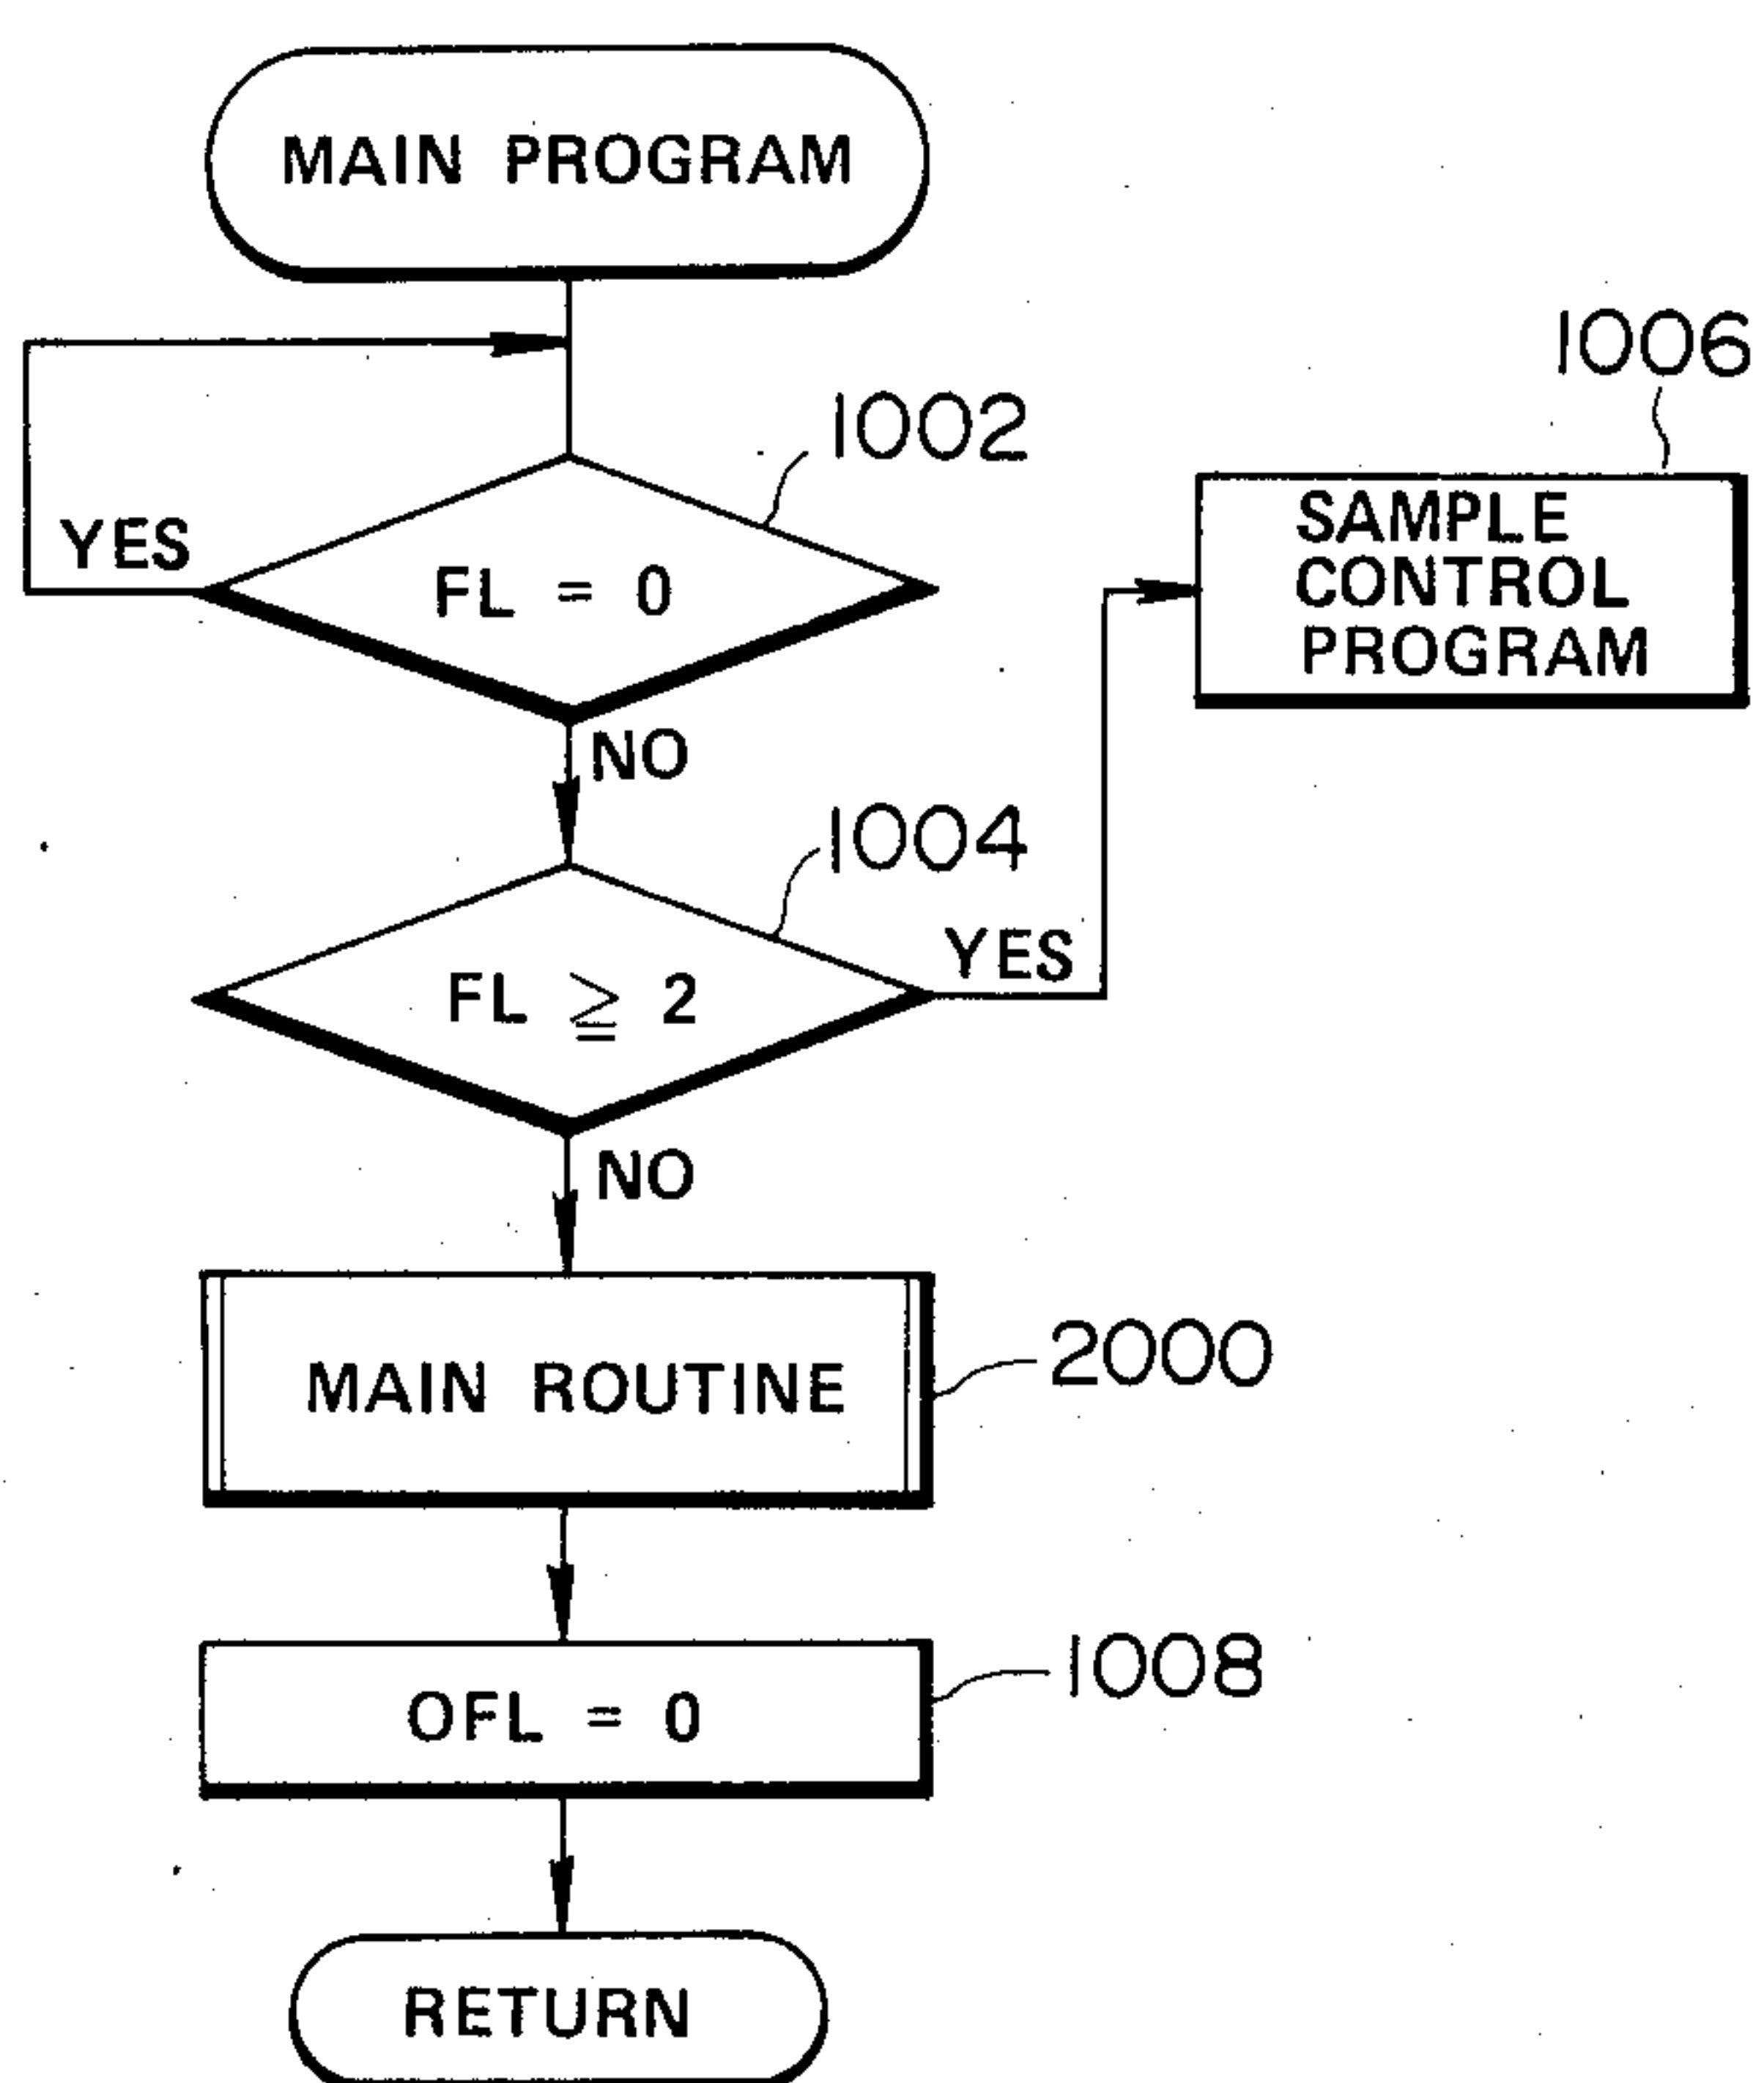 MAIN PROGRAM
1002
YES
FL = 0
NO
1006
SAMPLE
CONTROL
PROGRAM
1004
YES
FL ≧ 2
NO
MAIN ROUTINE
2000
OFL = 0
1008
RETURN